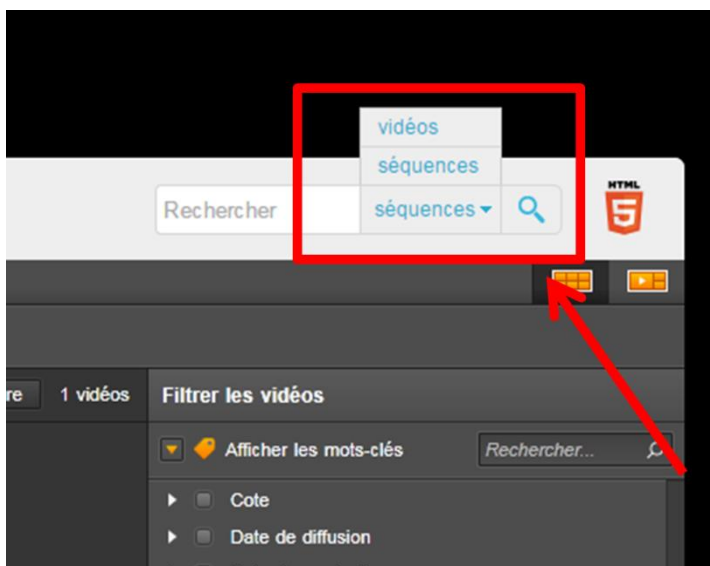 vidéos
séquences
Rechercher séquences
HTML
5
re 1 vidéos Filtrer les vidéos
Afficher les mots-clés Rechercher...
Cote
Date de diffusion